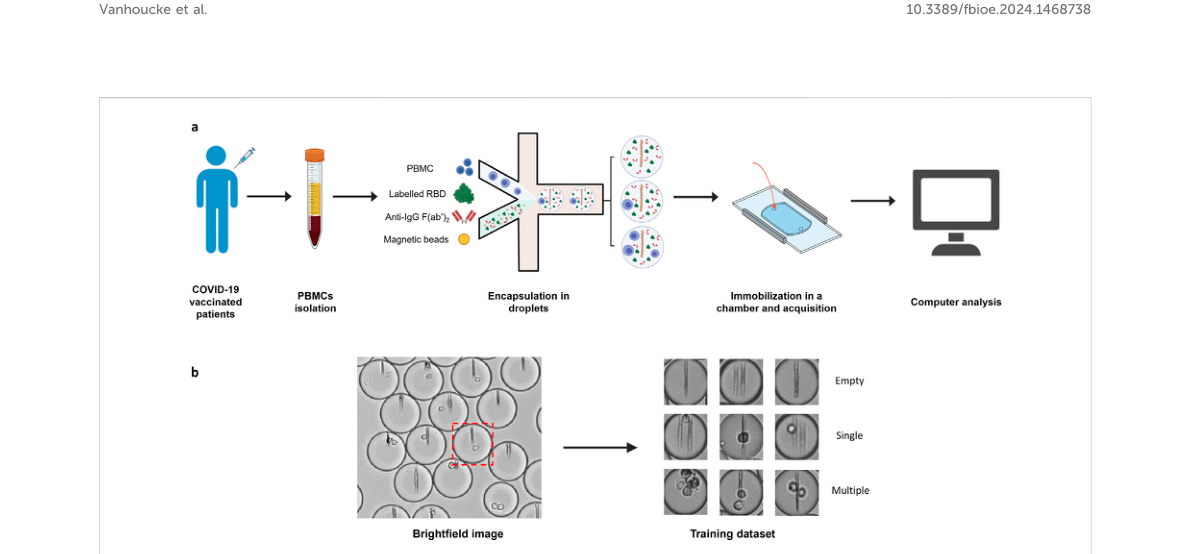 Vanhoucke et al.
10.3389/fbioe.2024.1468738
a
PBMC
Labelled RBD
Anti-IgG F(ab')₂
Magnetic beads
COVID-19
vaccinated
patients
PBMCs
isolation
Encapsulation in
droplets
Immobilization in a
chamber and acquisition
Computer analysis
b
Empty
Single
Multiple
Brightfield image
Training dataset